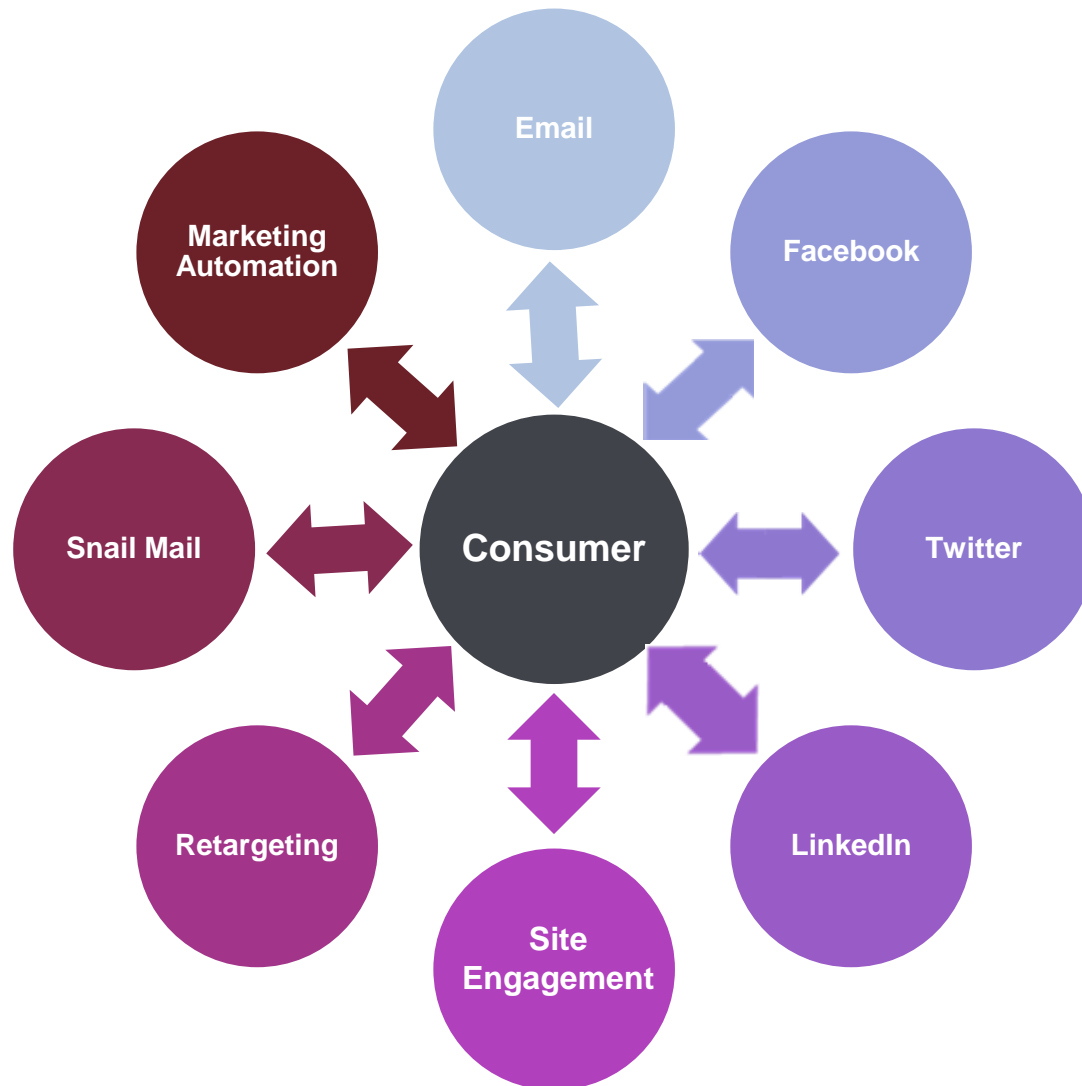 Email
Facebook
Marketing
Automation
Snail Mail
Consumer
Twitter
Retargeting
LinkedIn
Site
Engagement